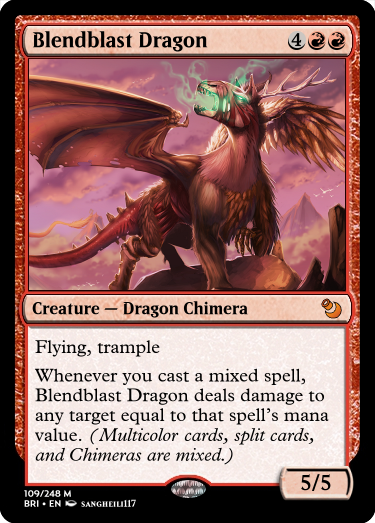 Blendblast Dragon 4
Creature — Dragon Chimera
Flying, trample
Whenever you cast a mixed spell,
Blendblast Dragon deals damage to
any target equal to that spell's mana
value. (Multicolor cards, split cards,
and Chimeras are mixed.)
5/5
109/248 M
BRI • EN SANGHEILI117